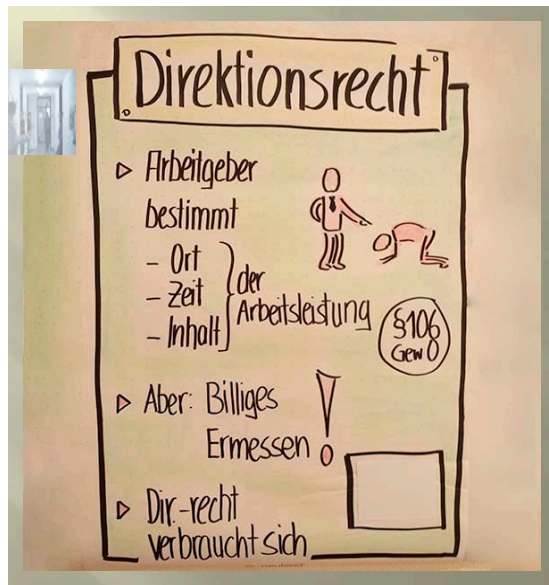 Direktionsrecht
▷ Arbeitgeber
bestimmt
- Ort
- Zeit
- Inhalt
der
Arbeitsleistung
§106
GewO
▷ Aber: Billiges
Ermessen !
▷ Dir.-recht
verbraucht sich